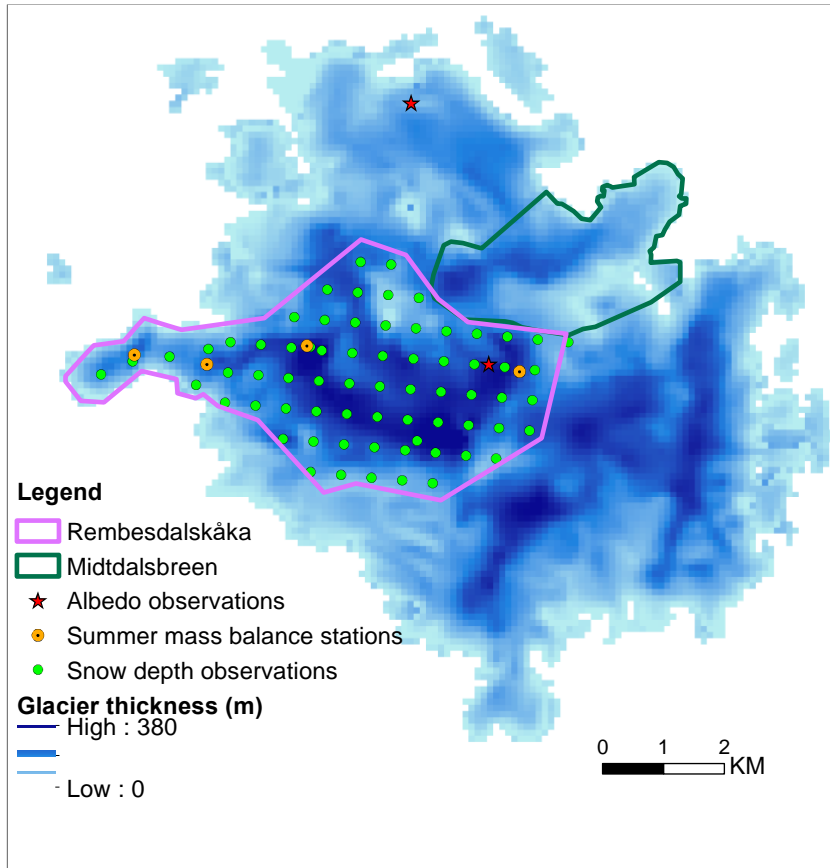 Legend
Rembesdalskåka
Midtdalsbreen
Albedo observations
Summer mass balance stations
Snow depth observations
Glacier thickness (m)
High : 380
Low : 0
0 1 2
KM